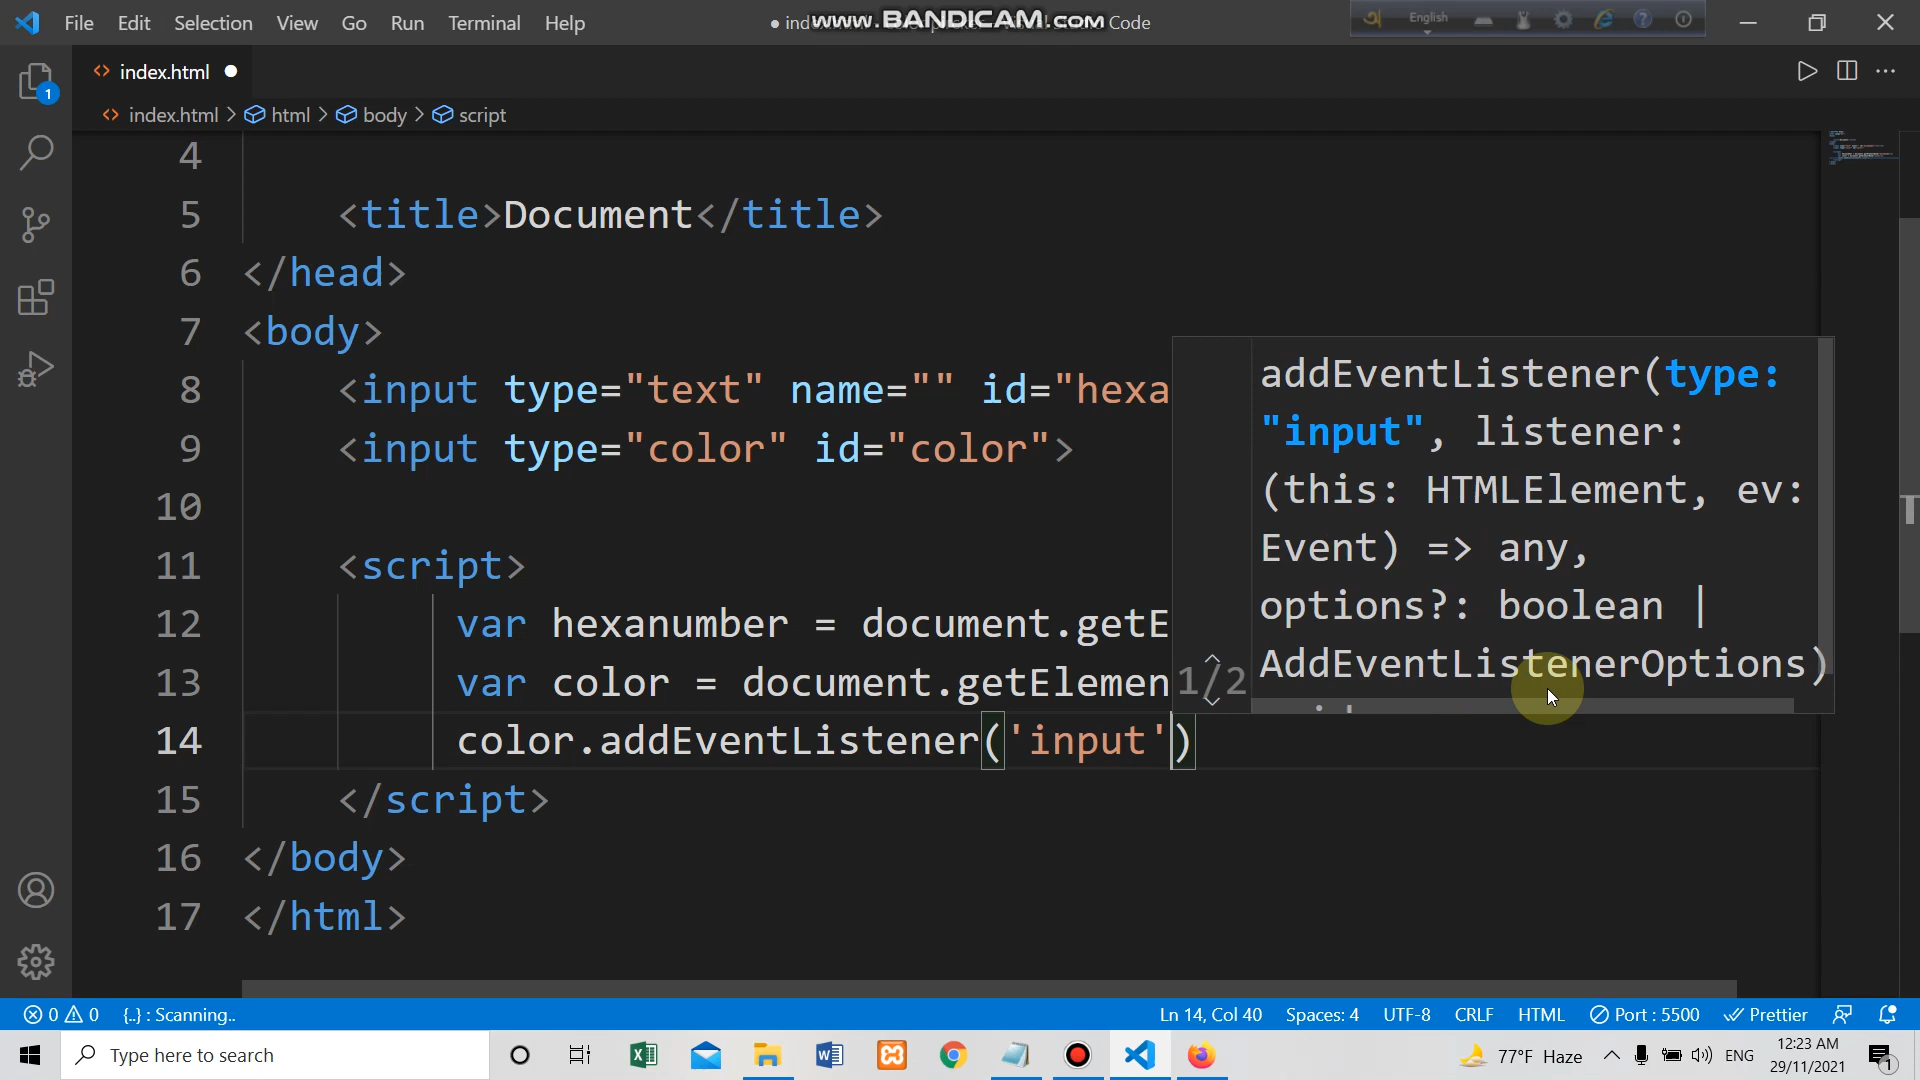 File Edit Selection View Go Run Terminal Help
www.BANDICAM.com
Code
English
index.html
index.html > html > body > script
4
5 <title>Document</title>
6 </head>
7 <body>
8 <input type="text" name="" id="hexa
9 <input type="color" id="color">
10
11 <script>
12 var hexanumber = document.getE
13 var color = document.getElemen
14 color.addEventListener('input')
15 </script>
16 </body>
17 </html>
addEventListener(type:
"input", listener:
(this: HTMLElement, ev:
Event) => any,
options?: boolean |
AddEventListenerOptions)
1/2
1
0 0 {..} : Scanning..
Ln 14, Col 40 Spaces: 4 UTF-8 CRLF HTML Port : 5500 Prettier
Type here to search
77°F Haze
ENG
12:23 AM
29/11/2021
1